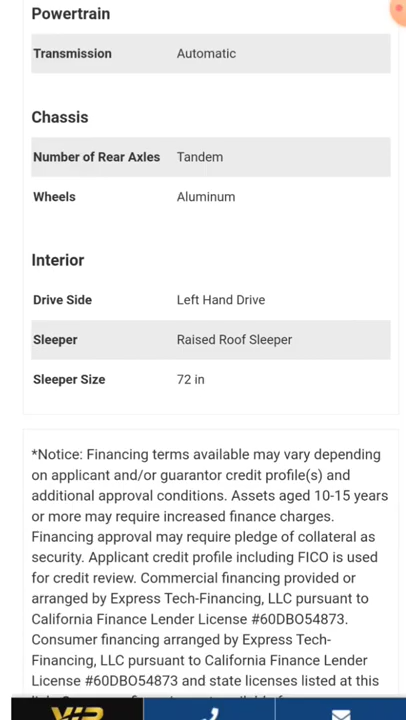 Powertrain
Transmission Automatic
Chassis
Number of Rear Axles Tandem
Wheels Aluminum
Interior
Drive Side Left Hand Drive
Sleeper Raised Roof Sleeper
Sleeper Size 72 in
*Notice: Financing terms available may vary depending
on applicant and/or guarantor credit profile(s) and
additional approval conditions. Assets aged 10-15 years
or more may require increased finance charges.
Financing approval may require pledge of collateral as
security. Applicant credit profile including FICO is used
for credit review. Commercial financing provided or
arranged by Express Tech-Financing, LLC pursuant to
California Finance Lender License #60DBO54873.
Consumer financing arranged by Express Tech-
Financing, LLC pursuant to California Finance Lender
License #60DBO54873 and state licenses listed at this